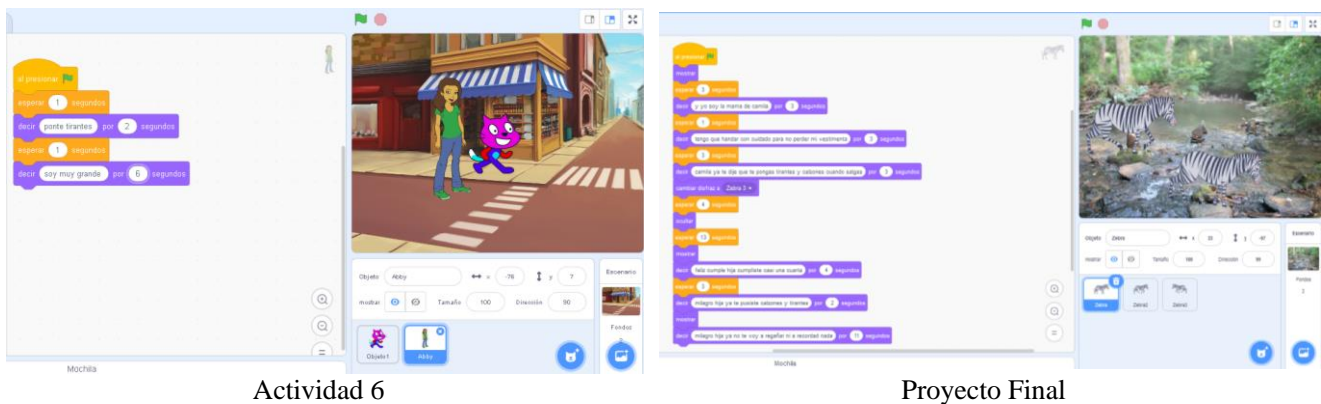 al presionar
esperar 1 segundos
decir ponte tirantes por 2 segundos
esperar 1 segundos
decir soy muy grande por 6 segundos
Objeto Abby x -76 y 7
mostrar Tamaño 100 Dirección 90
Escenario
Fondos
2
Objeto1
Abby
Mochila
Actividad 6
al presionar
mostrar
esperar 3 segundos
decir y yo soy la mama de camila por 3 segundos
esperar segundos
decir tengo que handar con cuidado para no perder mi vestimenta por 3 segundos
esperar 3 segundos
decir camila ya te dije que te pongas tirantes y calzones cuando salgas por 3 segundos
cambiar disfraz a Zebra 3
esperar 4 segundos
ocultar
esperar 13 segundos
mostrar
decir feliz cumple hija cumpliste casi una cuarta por 4 segundos
esperar 3 segundos
decir milagro hija ya te pusiste calzones y tirantes por 2 segundos
mostrar
decir milagro hija ya no te voy a regañar ni a recordad nada por segundos
Objeto Zebra x y
mostrar Tamaño 100 Dirección
Escenario
Fondos
2
Zebra
Zebra2
Zebra3
Mochila
Proyecto Final